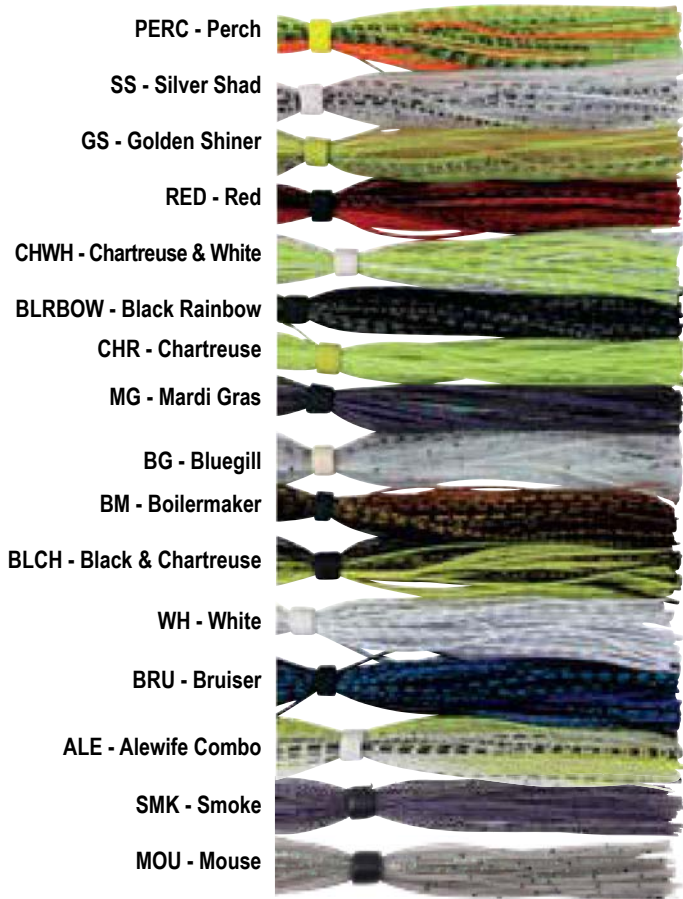 PERC - Perch
SS - Silver Shad
GS - Golden Shiner
RED - Red
CHWH - Chartreuse & White
BLRBOW - Black Rainbow
CHR - Chartreuse
MG - Mardi Gras
BG - Bluegill
BM - Boilermaker
BLCH - Black & Chartreuse
WH - White
BRU - Bruiser
ALE - Alewife Combo
SMK - Smoke
MOU - Mouse